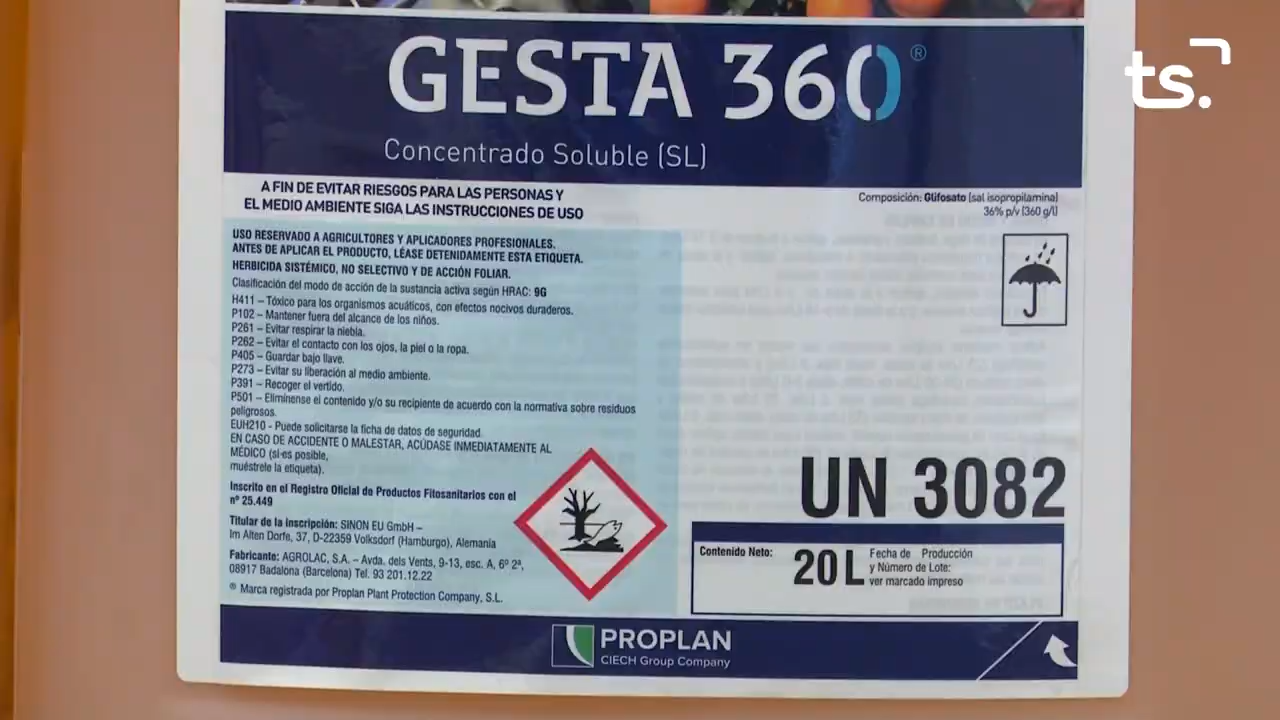 GESTA 360®
ts.
Concentrado Soluble (SL)
A FIN DE EVITAR RIESGOS PARA LAS PERSONAS Y
EL MEDIO AMBIENTE SIGA LAS INSTRUCCIONES DE USO
Composición: Glifosato (sal isopropilamina)
36% p/v (360 g/l)
USO RESERVADO A AGRICULTORES Y APLICADORES PROFESIONALES.
ANTES DE APLICAR EL PRODUCTO, LÉASE DETENIDAMENTE ESTA ETIQUETA.
HERBICIDA SISTÉMICO, NO SELECTIVO Y DE ACCIÓN FOLIAR.
Clasificación del modo de acción de la sustancia activa según HRAC: 9G
H411 – Tóxico para los organismos acuáticos, con efectos nocivos duraderos.
P102 – Mantener fuera del alcance de los niños.
P261 – Evitar respirar la niebla.
P262 – Evitar el contacto con los ojos, la piel o la ropa.
P405 – Guardar bajo llave.
P273 – Evitar su liberación al medio ambiente.
P391 – Recoger el vertido.
P501 – Elimínense el contenido y/o su recipiente de acuerdo con la normativa sobre residuos
peligrosos.
EUH210 - Puede solicitarse la ficha de datos de seguridad.
EN CASO DE ACCIDENTE O MALESTAR, ACÚDASE INMEDIATAMENTE AL
MÉDICO (si es posible,
muéstrele la etiqueta).
Inscrito en el Registro Oficial de Productos Fitosanitarios con el
nº 25.449
Titular de la inscripción: SINON EU GmbH –
Im Alten Dorfe, 37, D-22359 Volksdorf (Hamburgo), Alemania
Fabricante: AGROLAC, S.A. – Avda. dels Vents, 9-13, esc. A, 6º 2ª,
08917 Badalona (Barcelona) Tel. 93 201.12.22
® Marca registrada por Proplan Plant Protection Company, S.L.
UN 3082
Contenido Neto: 20 L
Fecha de Producción
y Número de Lote:
ver marcado impreso
PROPLAN
CIECH Group Company